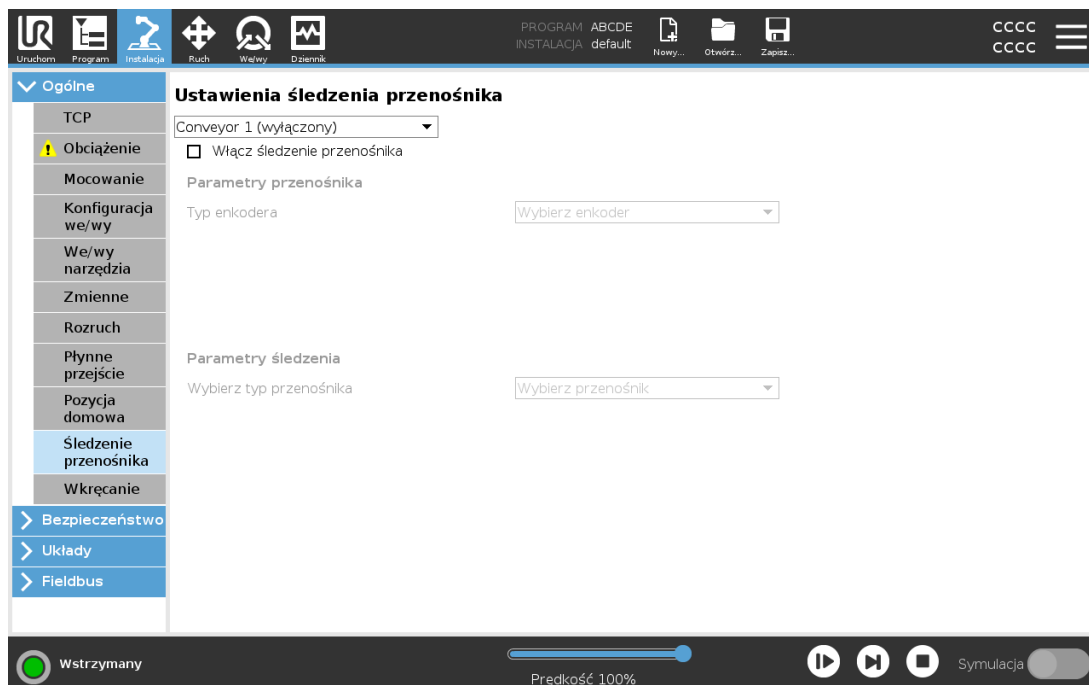 UR
PROGRAM ABCDE
INSTALACJA default
CCCC
CCCC
Uruchom
Program
Instalacja
Ruch
We/wy
Dziennik
Nowy...
Otwórz...
Zapisz...
Ogólne
TCP
Obciążenie
Mocowanie
Konfiguracja
we/wy
We/wy
narzędzia
Zmienne
Rozruch
Płynne
przejście
Pozycja
domowa
Śledzenie
przenośnika
Wkręcanie
Bezpieczeństwo
Układy
Fieldbus
Ustawienia śledzenia przenośnika
Conveyor 1 (wyłączony)
Włącz śledzenie przenośnika
Parametry przenośnika
Typ enkodera
Wybierz enkoder
Parametry śledzenia
Wybierz typ przenośnika
Wybierz przenośnik
Wstrzymany
Prędkość 100%
Symulacja